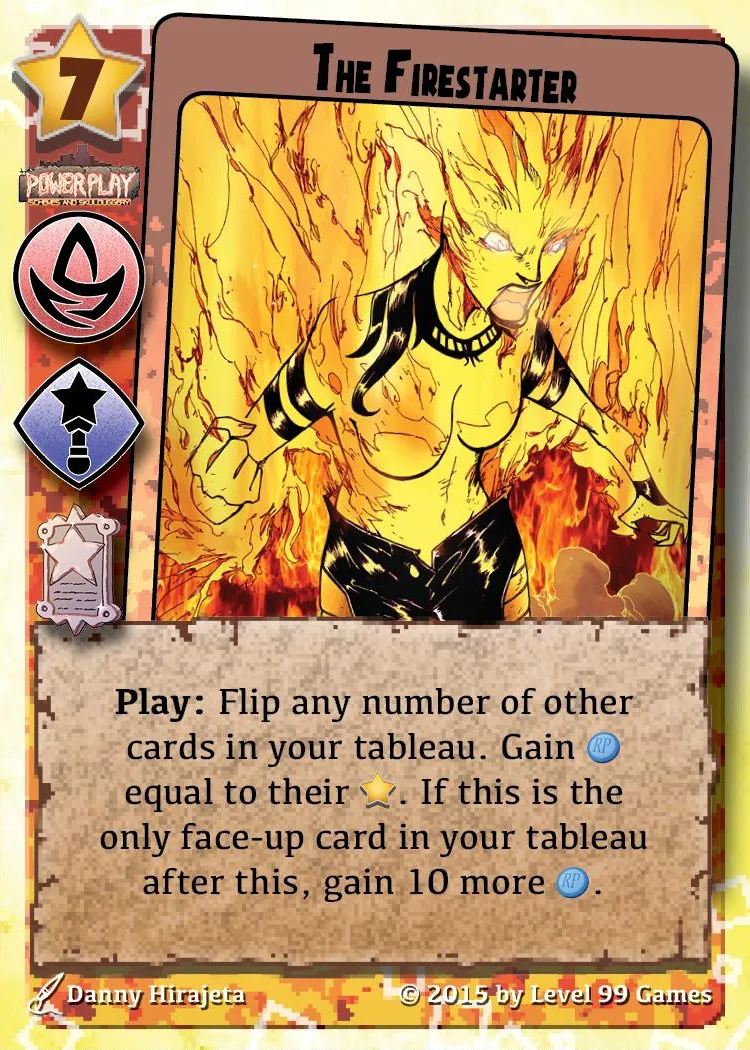 7
The Firestarter
POWERPLAY
SCHEMES AND SKULDUGGERY
Play: Flip any number of other
cards in your tableau. Gain RP
equal to their . If this is the
only face-up card in your tableau
after this, gain 10 more RP.
Danny Hirajeta
© 2015 by Level 99 Games